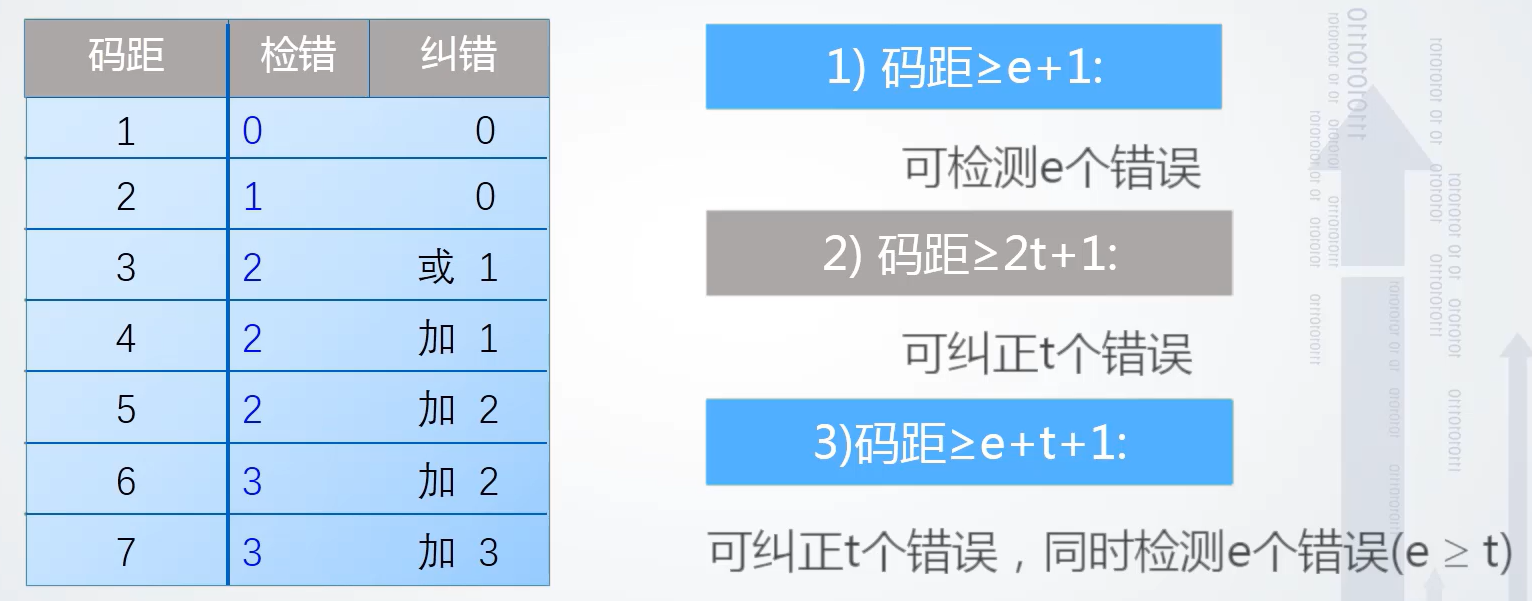 码距 检错 纠错
1 0 0
2 1 0
3 2 或 1
4 2 加 1
5 2 加 2
6 3 加 2
7 3 加 3
1) 码距≥e+1:
可检测e个错误
2) 码距≥2t+1:
可纠正t个错误
3)码距≥e+t+1:
可纠正t个错误，同时检测e个错误(e ≥ t)